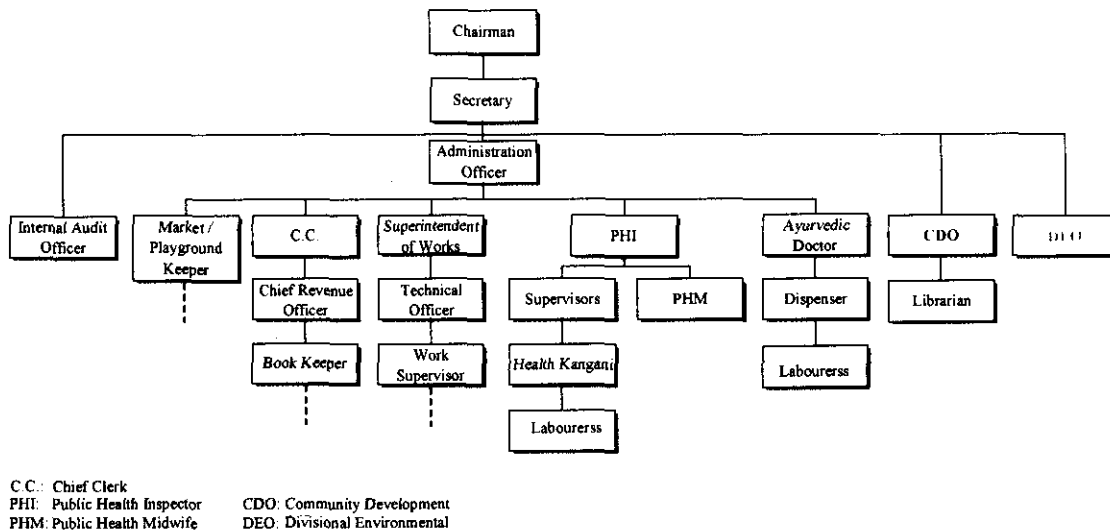 Chairman
Secretary
Administration
Officer
Internal Audit
Officer
Market /
Playground
Keeper
C.C.
Superintendent
of Works
PHI
Ayurvedic
Doctor
CDO
DEO
Chief Revenue
Officer
Technical
Officer
Supervisors
PHM
Dispenser
Librarian
Book Keeper
Work
Supervisor
Health Kangani
Labourerss
Labourerss
C.C.: Chief Clerk
PHI: Public Health Inspector CDO: Community Development
PHM: Public Health Midwife DEO: Divisional Environmental